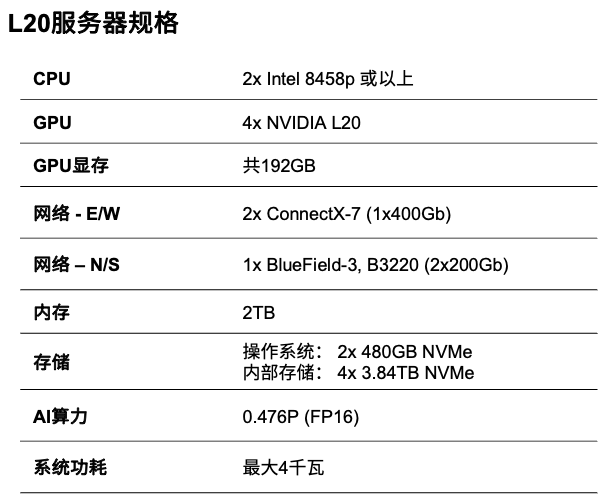 L20服务器规格
CPU 2x Intel 8458p 或以上
GPU 4x NVIDIA L20
GPU显存 共192GB
网络 - E/W 2x ConnectX-7 (1x400Gb)
网络 – N/S 1x BlueField-3, B3220 (2x200Gb)
内存 2TB
存储 操作系统： 2x 480GB NVMe
内部存储： 4x 3.84TB NVMe
AI算力 0.476P (FP16)
系统功耗 最大4千瓦